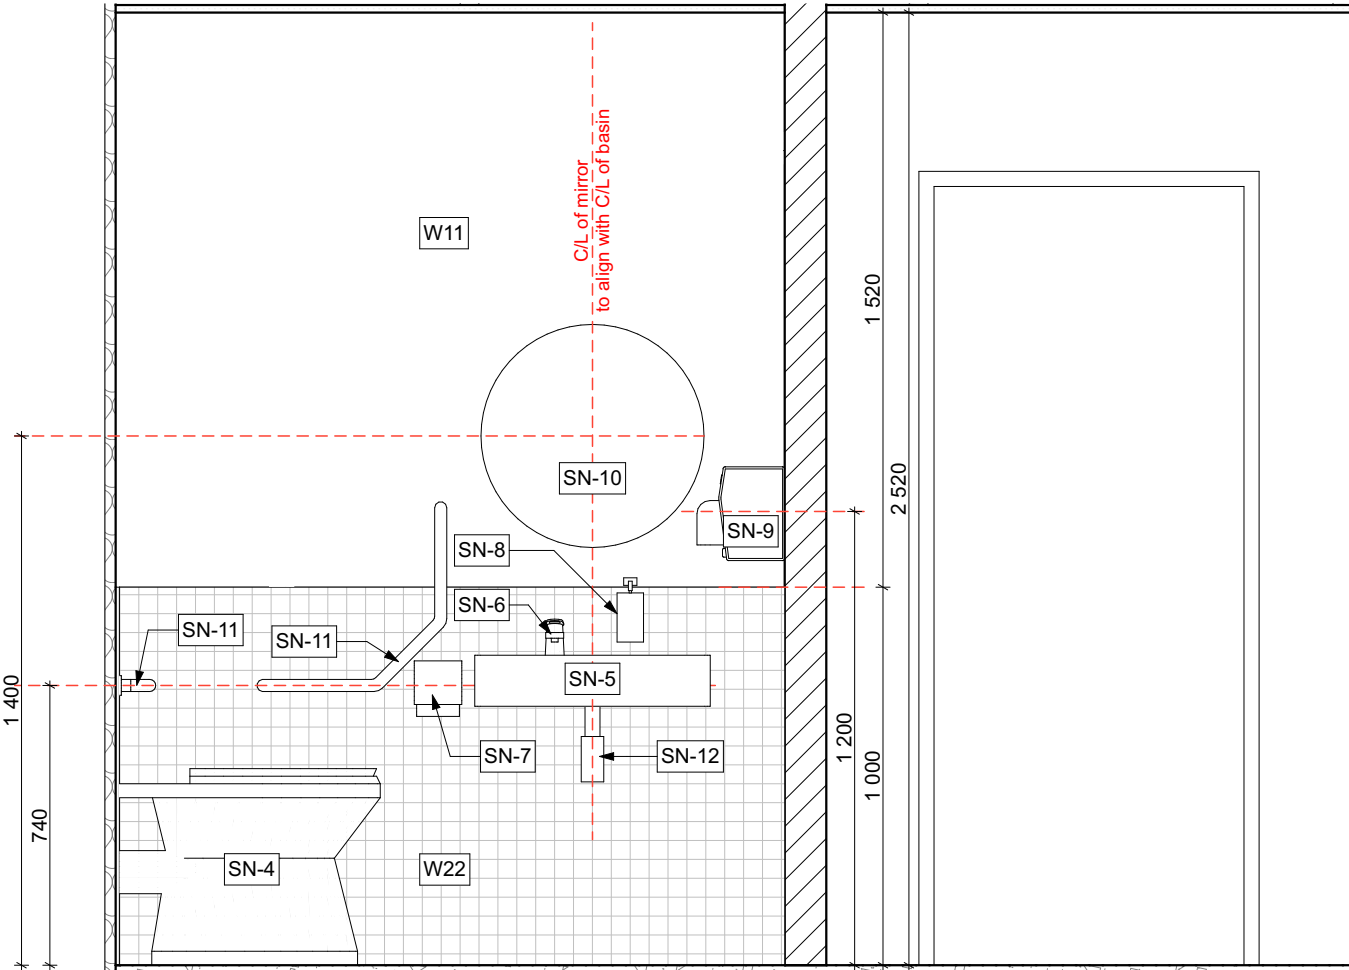 C/L of mirror
to align with C/L of basin
W11
1 520
2 520
SN-10
SN-9
SN-8
SN-6
SN-11
SN-11
SN-5
1 400
SN-7
SN-12
1 200
1 000
740
SN-4
W22